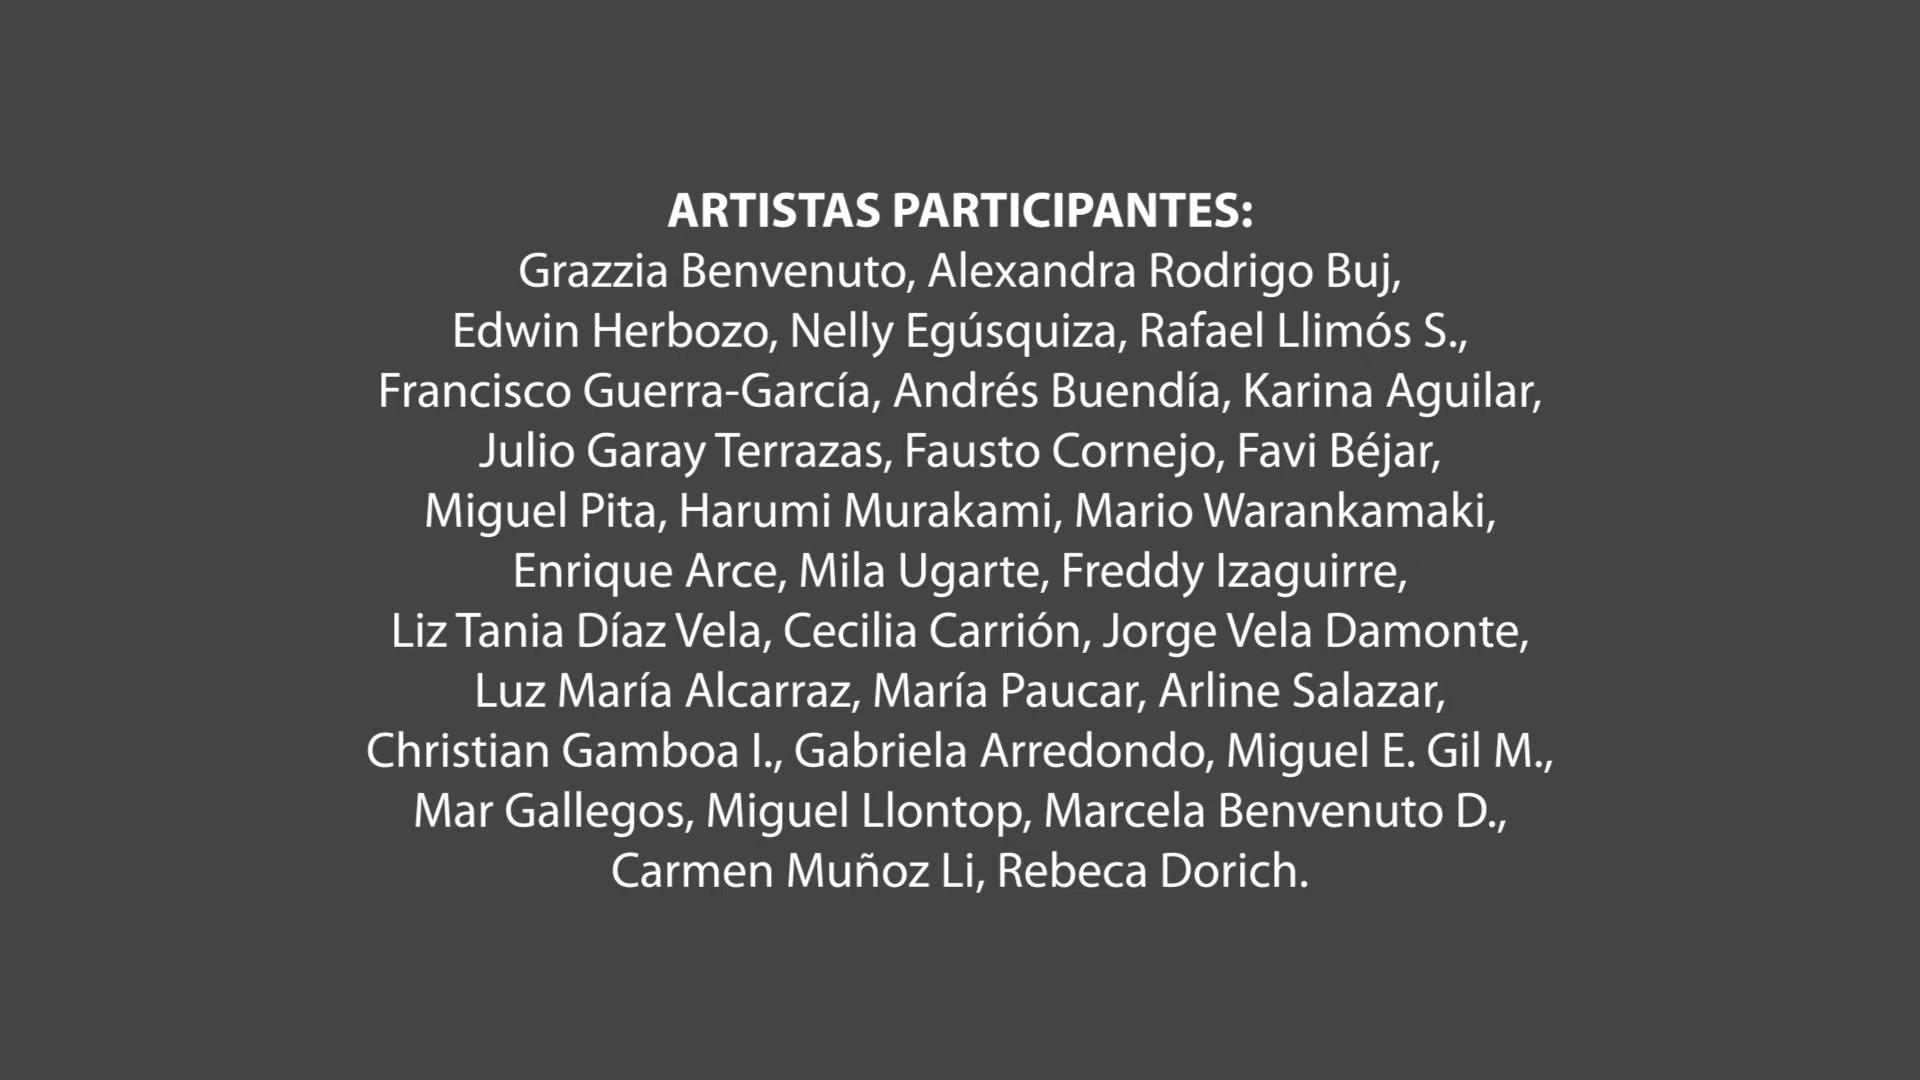 ARTISTAS PARTICIPANTES:
Grazzia Benvenuto, Alexandra Rodrigo Buj,
Edwin Herbozo, Nelly Egúsquiza, Rafael Llimós S.,
Francisco Guerra-García, Andrés Buendía, Karina Aguilar,
Julio Garay Terrazas, Fausto Cornejo, Favi Béjar,
Miguel Pita, Harumi Murakami, Mario Warankamaki,
Enrique Arce, Mila Ugarte, Freddy Izaguirre,
Liz Tania Díaz Vela, Cecilia Carrión, Jorge Vela Damonte,
Luz María Alcarraz, María Paucar, Arline Salazar,
Christian Gamboa I., Gabriela Arredondo, Miguel E. Gil M.,
Mar Gallegos, Miguel Llontop, Marcela Benvenuto D.,
Carmen Muñoz Li, Rebeca Dorich.